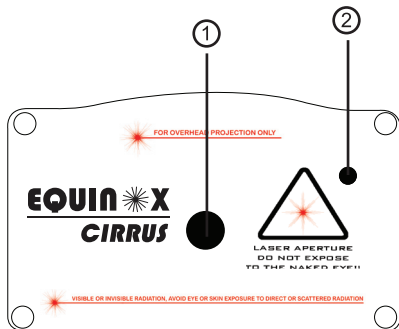 1
2
FOR OVERHEAD PROJECTION ONLY
EQUINOX
CIRRUS
LASER APERTURE
DO NOT EXPOSE
TO THE NAKED EYE!!
VISIBLE OR INVISIBLE RADIATION, AVOID EYE OR SKIN EXPOSURE TO DIRECT OR SCATTERED RADIATION